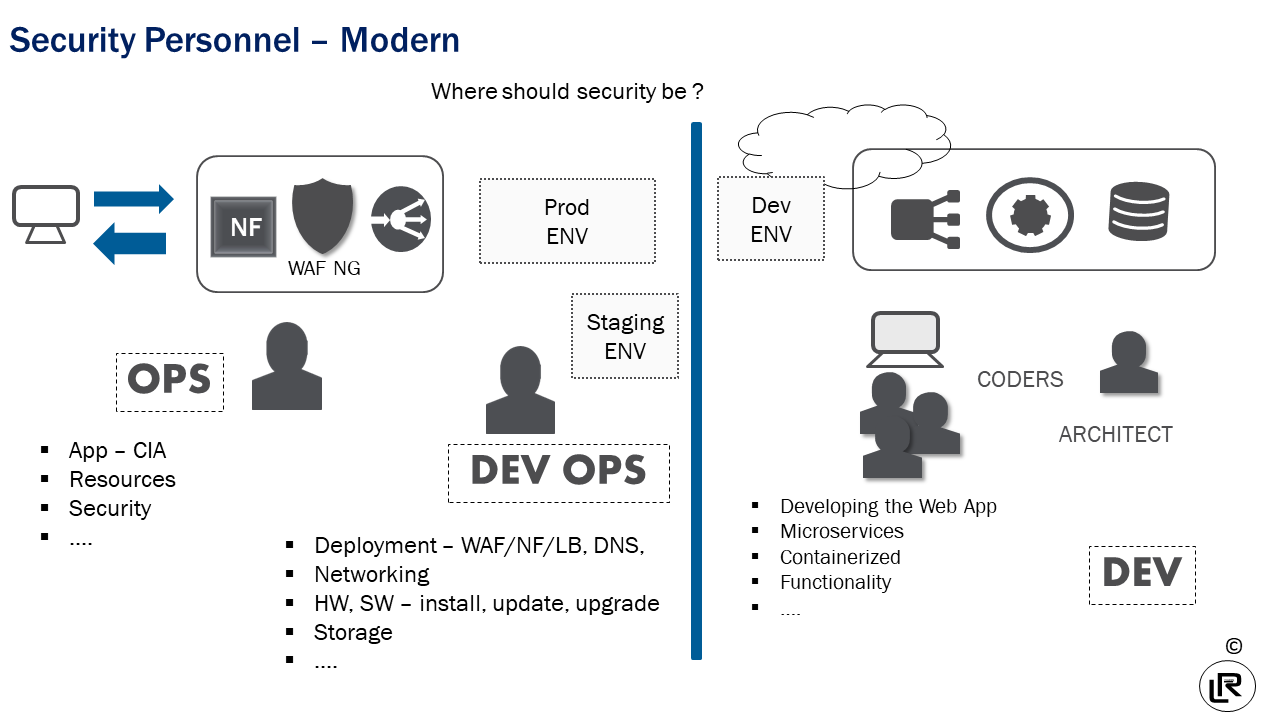 Security Personnel – Modern
Where should security be ?
NF
WAF NG
Prod
ENV
Dev
ENV
Staging
ENV
OPS
▪ App – CIA
▪ Resources
▪ Security
▪ ....
DEV OPS
▪ Deployment – WAF/NF/LB, DNS,
▪ Networking
▪ HW, SW – install, update, upgrade
▪ Storage
▪ ....
CODERS
ARCHITECT
▪ Developing the Web App
▪ Microservices
▪ Containerized
▪ Functionality
▪ ....
DEV
©
LR